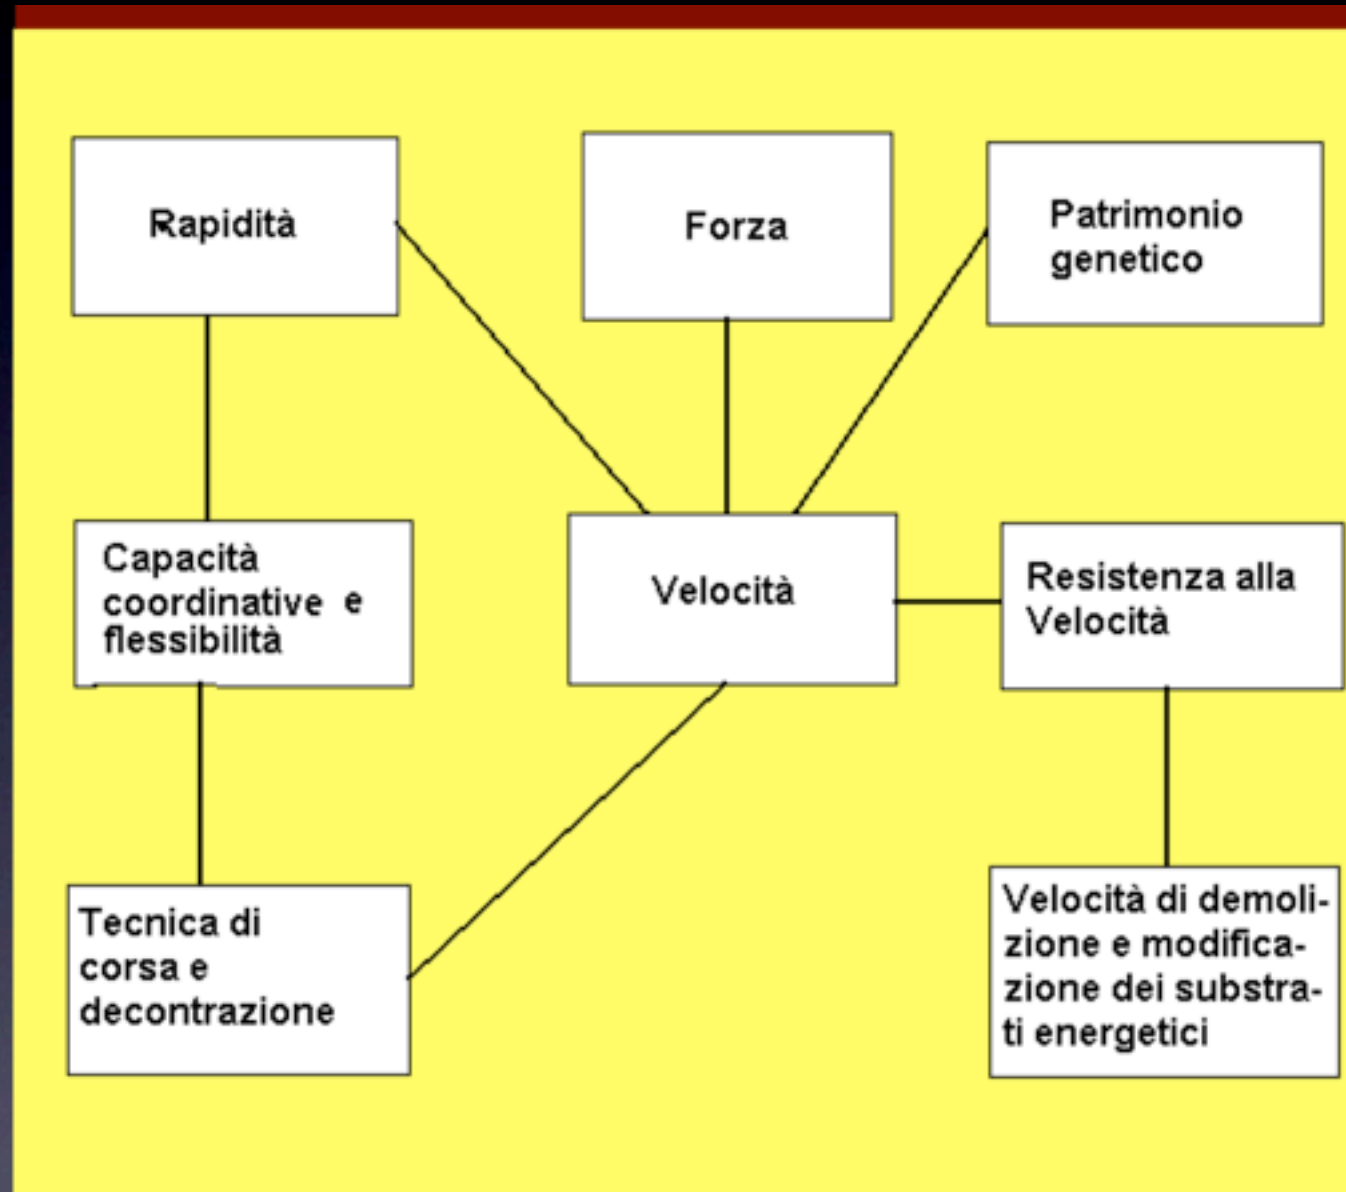 Rapidità
Forza
Patrimonio
genetico
Capacità
coordinative e
flessibilità
Velocità
Resistenza alla
Velocità
Tecnica di
corsa e
decontrazione
Velocità di demoli-
zione e modifica-
zione dei substra-
ti energetici